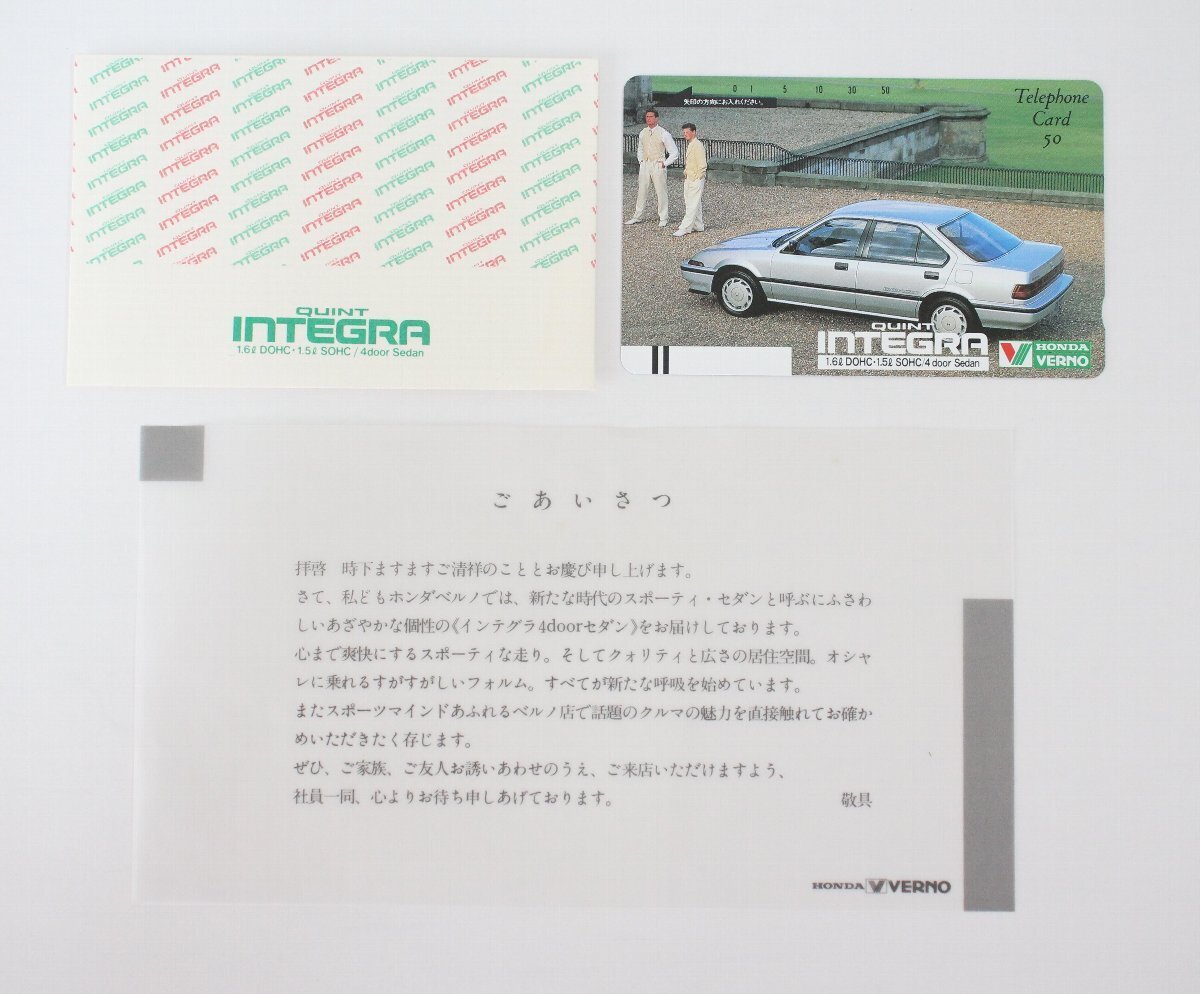 INTEGRA
QUINT
INTEGRA
1.6ℓ DOHC・1.5ℓ SOHC / 4door Sedan
0 1 5 10 30 50
矢印の方向にお入れください。
Telephone
Card
50
QUINT
INTEGRA
1.6ℓ DOHC・1.5ℓ SOHC/4door Sedan
HONDA
VERNO
ごあいさつ
拝啓　時下ますますご清祥のこととお慶び申し上げます。
さて、私どもホンダベルノでは、新たな時代のスポーティ・セダンと呼ぶにふさわ
しいあざやかな個性の《インテグラ4doorセダン》をお届けしております。
心まで爽快にするスポーティな走り。そしてクォリティと広さの居住空間。オシャ
レに乗れるすがすがしいフォルム。すべてが新たな呼吸を始めています。
またスポーツマインドあふれるベルノ店で話題のクルマの魅力を直接触れてお確か
めいただきたく存じます。
ぜひ、ご家族、ご友人お誘いあわせのうえ、ご来店いただけますよう、
社員一同、心よりお待ち申しあげております。　敬具
HONDA VERNO